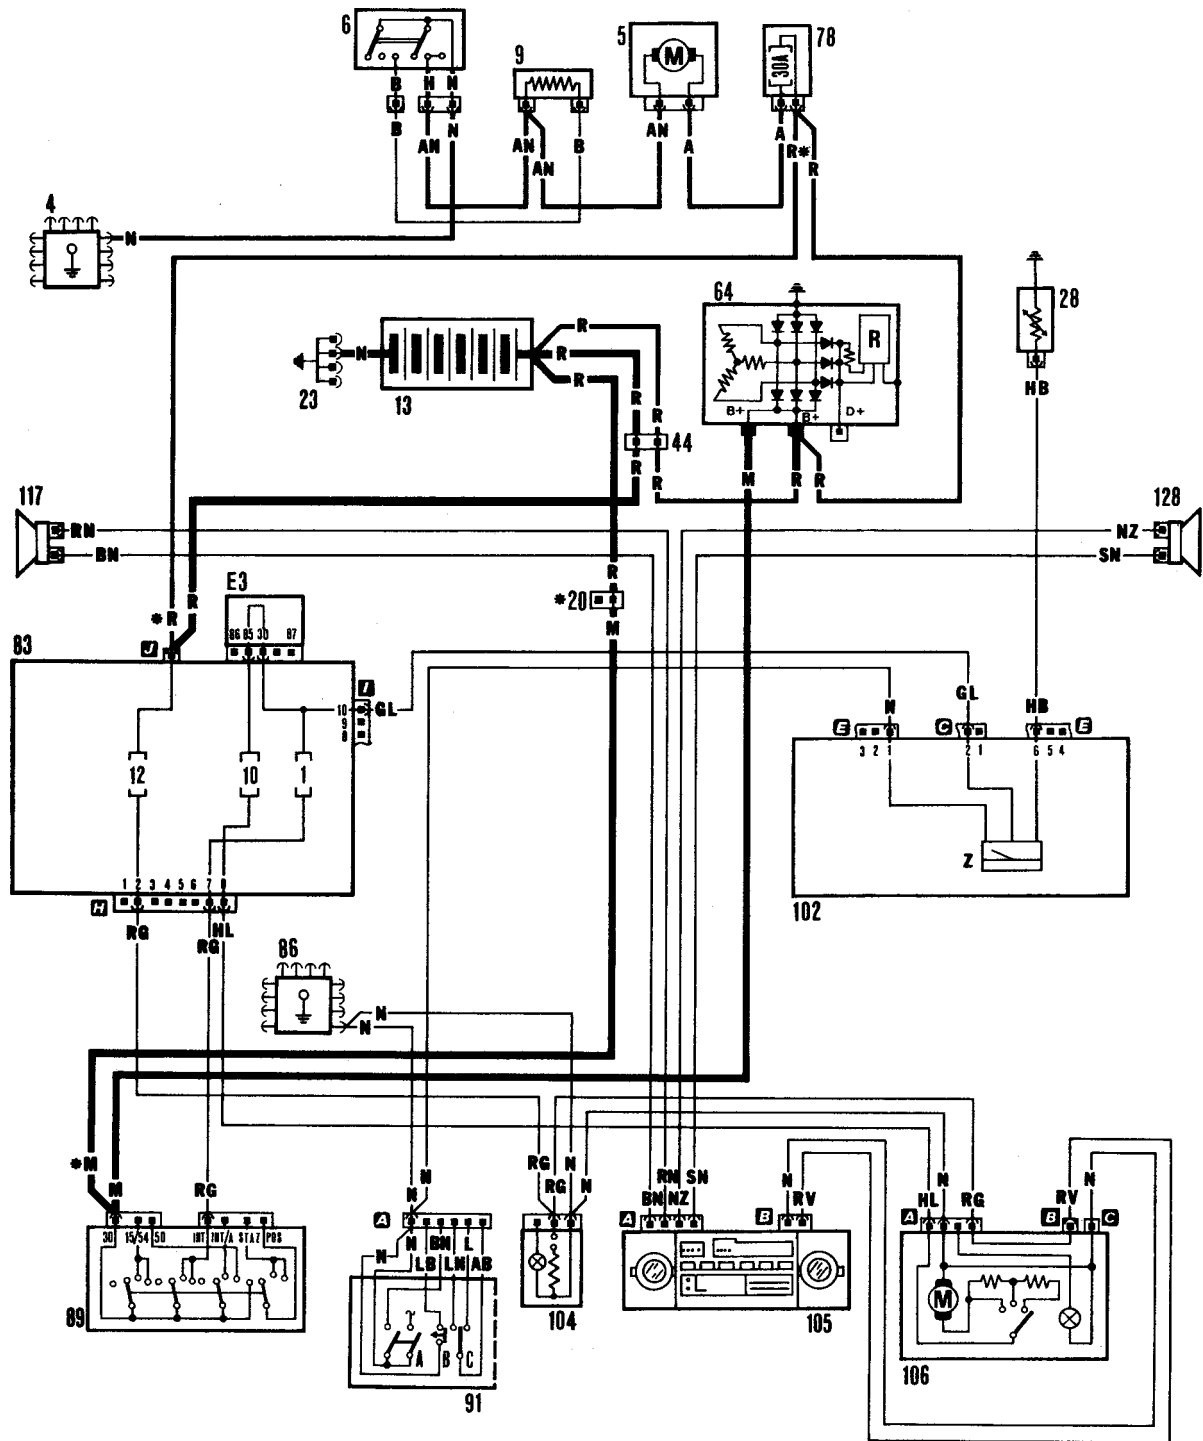 6
9
5
78
M
30A
B H N
B N
AN
AN
AN
B
AN
A
A
R*
R
4
N
64
28
R
B+
B+
D+
HB
R
R
R
N
23
13
R
R
44
R
R
M
R
R
117
RN
BN
128
NZ
SN
E3
86 85 30 87
R
*20
M
*R
R
83
J
I
10
9
8
GL
GL
N
HB
E
C
E
3 2 1
2 1
6 5 4
12
10
1
Z
102
1 2 3 4 5 6 7 8
H
RG
RG
HL
86
N
N
*M
M
RG
N
N
RG
RG
N
N
BN
RN
NZ
SN
N
RV
HL
N
RG
RV
N
A
A
B
A
B
C
30 15/54 50 INT INT/A STAZ POS
N
N
LB
BN
LN
L
AB
89
A
B
C
91
104
105
M
106